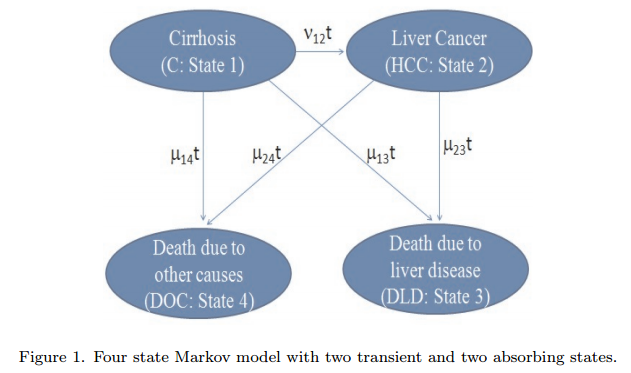 Cirrhosis
(C: State 1)
ν₁₂t
Liver Cancer
(HCC: State 2)
μ₁₄t
μ₂₄t
μ₁₃t
μ₂₃t
Death due to
other causes
(DOC: State 4)
Death due to
liver disease
(DLD: State 3)
Figure 1. Four state Markov model with two transient and two absorbing states.